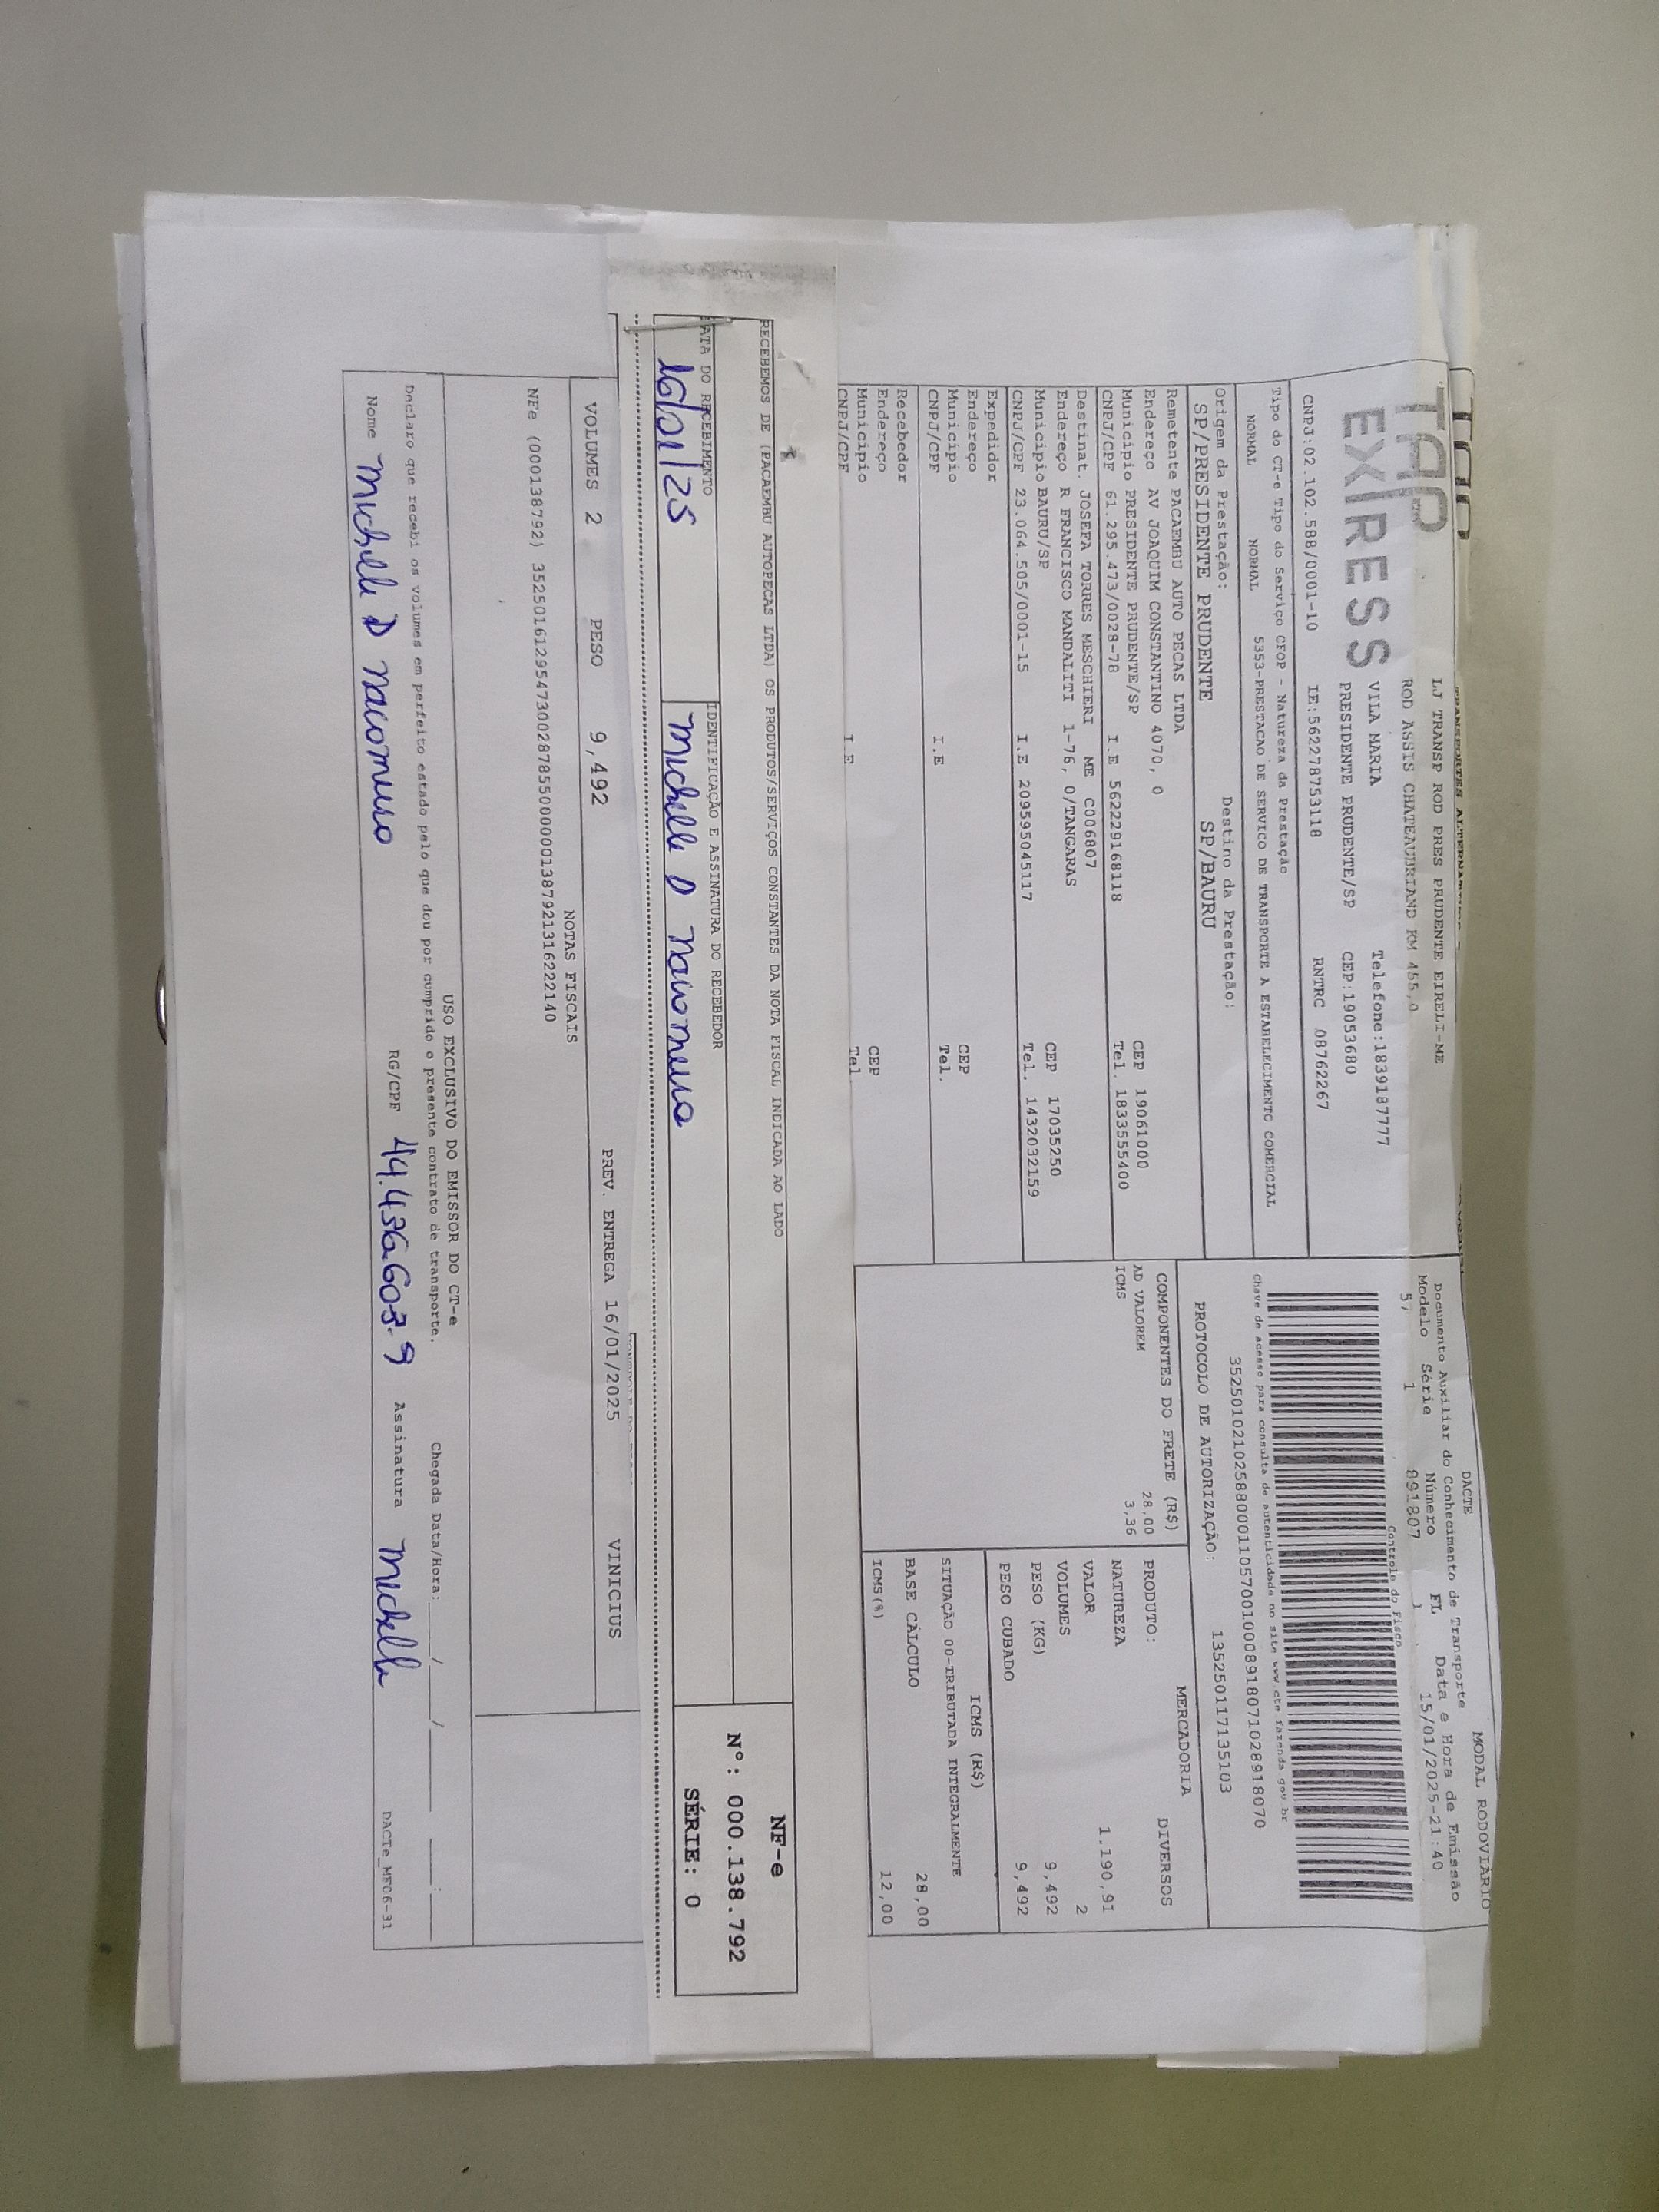 TAP
EXPRESS
LJ TRANSP ROD PRES PRUDENTE EIRELI-ME
ROD ASSIS CHATEAUBRIAND KM 455,0
VILA MARIA Telefone:1839187777
PRESIDENTE PRUDENTE/SP CEP:19053680
CNPJ:02.102.588/0001-10 IE:562278753118 RNTRC 08762267
DACTE MODAL RODOVIÁRIO
Documento Auxiliar do Conhecimento de Transporte
Modelo Série Número FL Data e Hora de Emissão
57 1 891807 1 15/01/2025-21:40
Controle do Fisco
Chave de acesso para consulta de autenticidade no site www.cte.fazenda.gov.br
35250102102588000110570010008918071028918070
PROTOCOLO DE AUTORIZAÇÃO: 135250117135103
Tipo do CT-e Tipo do Serviço CFOP - Natureza da Prestação
NORMAL NORMAL 5353-PRESTACAO DE SERVICO DE TRANSPORTE A ESTABELECIMENTO COMERCIAL
Origem da Prestação: Destino da Prestação:
SP/PRESIDENTE PRUDENTE SP/BAURU
Remetente PACAEMBU AUTO PECAS LTDA
Endereço AV JOAQUIM CONSTANTINO 4070, 0 CEP 19061000
Município PRESIDENTE PRUDENTE/SP Tel. 1833555400
CNPJ/CPF 61.295.473/0028-78 I.E 562229168118
Destinat. JOSEFA TORRES MESCHIERI ME C006807
Endereço R FRANCISCO MANDALITI 1-76, 0/TANGARAS CEP 17035250
Município BAURU/SP Tel. 1432032159
CNPJ/CPF 23.064.505/0001-15 I.E 209595045117
Expedidor
Endereço CEP
Município Tel.
CNPJ/CPF I.E
Recebedor
Endereço CEP
Município Tel
CNPJ/CPF I.E
COMPONENTES DO FRETE (R$)
AD VALOREM 28,00
ICMS 3,36
MERCADORIA
PRODUTO: DIVERSOS
NATUREZA
VALOR 1.190,91
VOLUMES 2
PESO (KG) 9,492
PESO CUBADO 9,492
ICMS (R$)
SITUAÇÃO 00-TRIBUTADA INTEGRALMENTE
BASE CÁLCULO 28,00
ICMS(%) 12,00
RECEBEMOS DE (PACAEMBU AUTOPECAS LTDA) OS PRODUTOS/SERVIÇOS CONSTANTES DA NOTA FISCAL INDICADA AO LADO
DATA DO RECEBIMENTO IDENTIFICAÇÃO E ASSINATURA DO RECEBEDOR
16/01/25 Michelle D Nacomuro
NF-e
N°: 000.138.792
SÉRIE: 0
VOLUMES 2 PESO 9,492 PREV. ENTREGA 16/01/2025 VINICIUS
NOTAS FISCAIS
NFe (000138792) 35250161295473002878550000001387921316222140
USO EXCLUSIVO DO EMISSOR DO CT-e
Declaro que recebi os volumes em perfeito estado pelo que dou por cumprido o presente contrato de transporte. Chegada Data/Hora: ____/____/______ ___:___
Nome Michelle D Nacomuro RG/CPF 44.436.603-9 Assinatura Michelle
DACTe_MF06-31